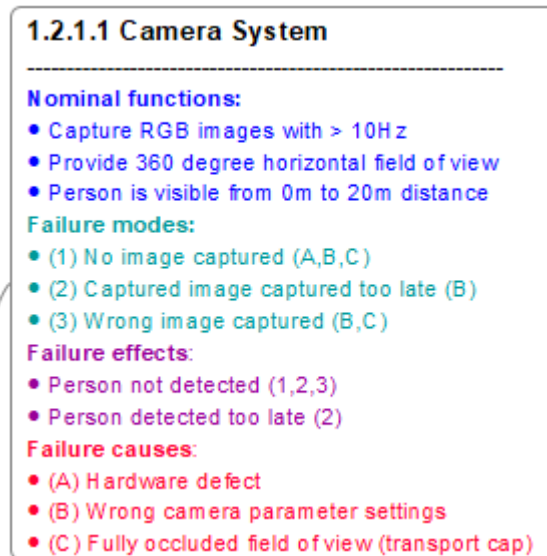 1.2.1.1 Camera System
------------------------------------------------------------
Nominal functions:
● Capture RGB images with > 10Hz
● Provide 360 degree horizontal field of view
● Person is visible from 0m to 20m distance
Failure modes:
● (1) No image captured (A,B,C)
● (2) Captured image captured too late (B)
● (3) Wrong image captured (B,C)
Failure effects:
● Person not detected (1,2,3)
● Person detected too late (2)
Failure causes:
● (A) Hardware defect
● (B) Wrong camera parameter settings
● (C) Fully occluded field of view (transport cap)